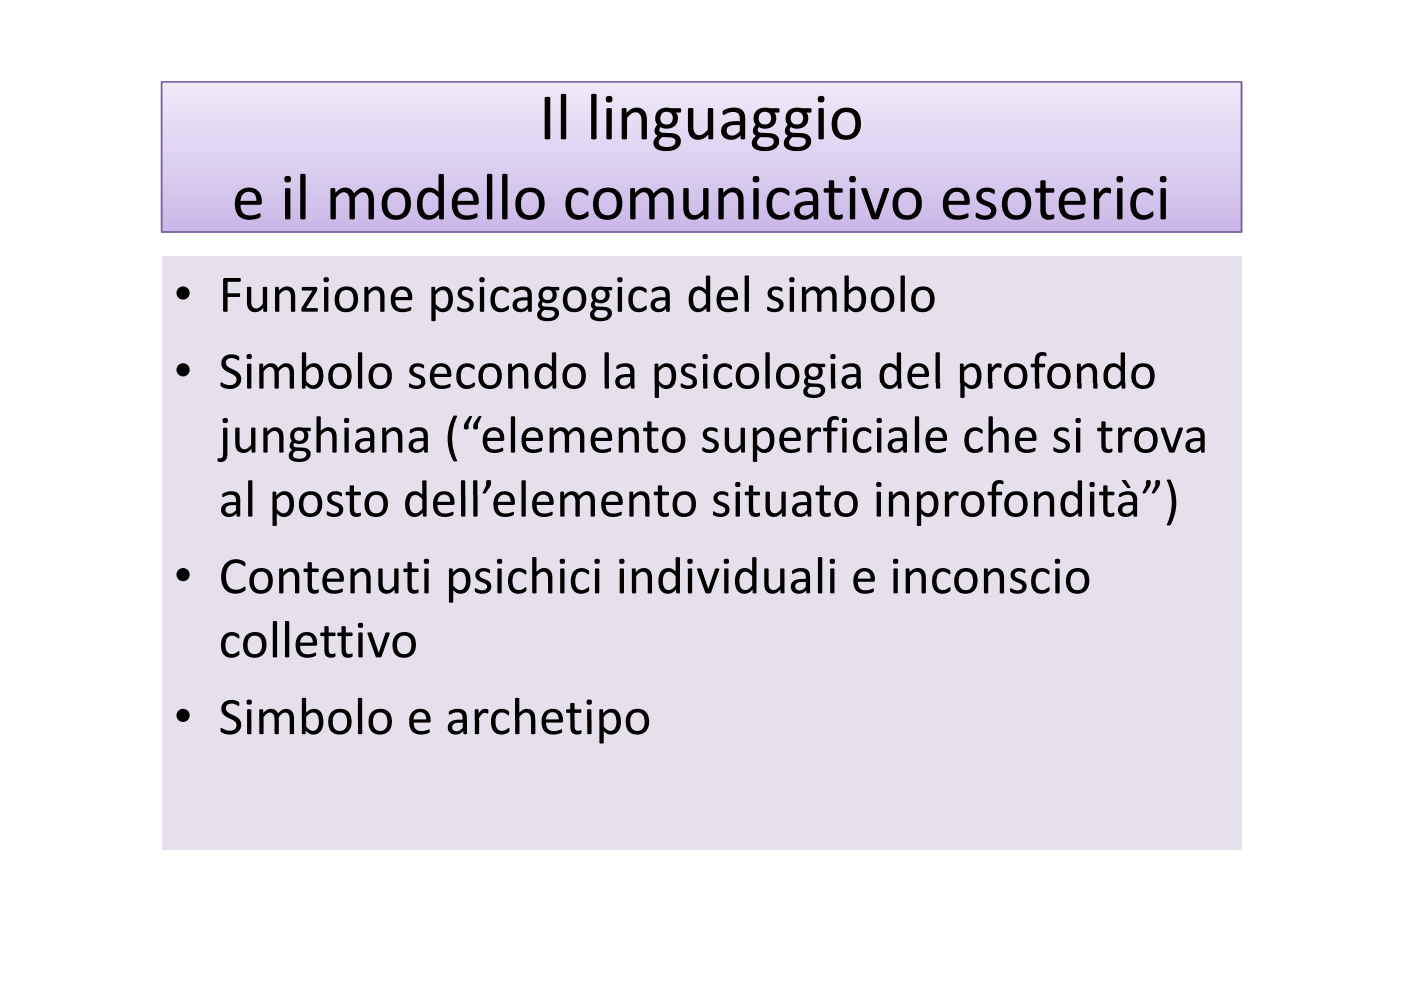 Il linguaggio
e il modello comunicativo esoterici
• Funzione psicagogica del simbolo
• Simbolo secondo la psicologia del profondo
junghiana (“elemento superficiale che si trova
al posto dell’elemento situato inprofondità”)
• Contenuti psichici individuali e inconscio
collettivo
• Simbolo e archetipo